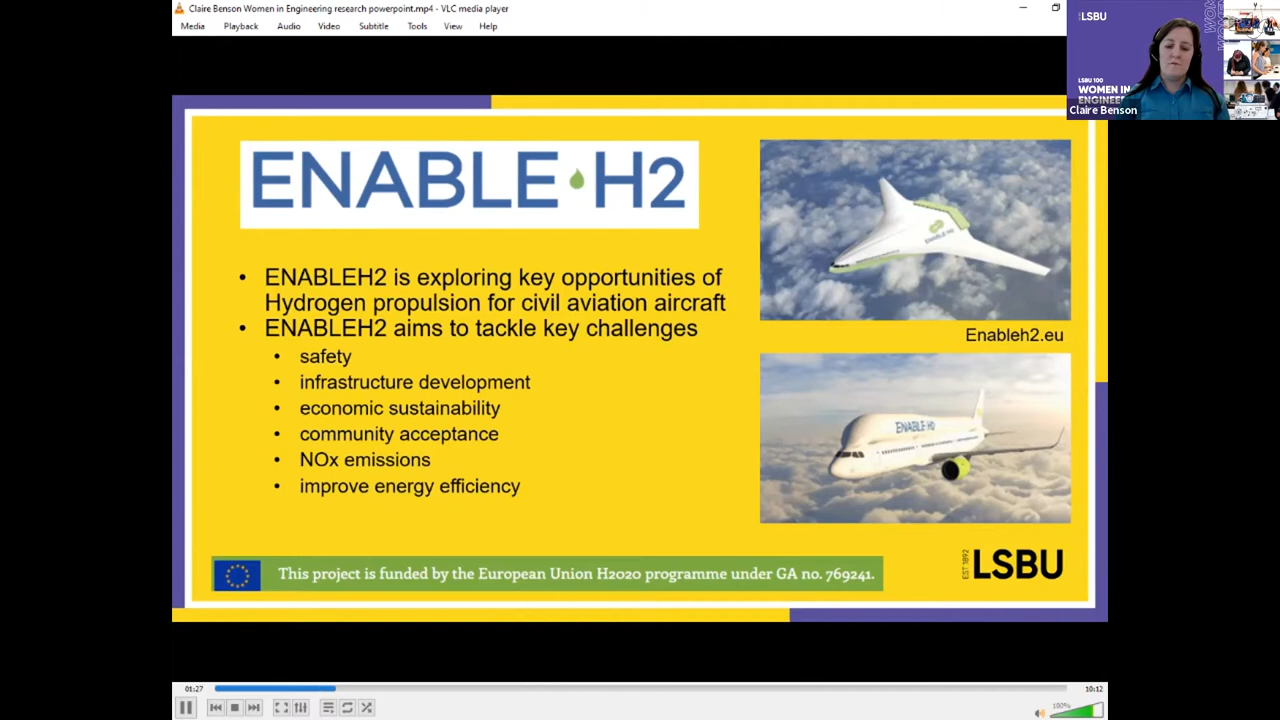 Claire Benson Women in Engineering research powerpoint.mp4 - VLC media player
Media Playback Audio Video Subtitle Tools View Help
LSBU
LSBU 100
WOMEN IN
Claire Benson
ENABLE H2
• ENABLEH2 is exploring key opportunities of
Hydrogen propulsion for civil aviation aircraft
• ENABLEH2 aims to tackle key challenges
• safety
• infrastructure development
• economic sustainability
• community acceptance
• NOx emissions
• improve energy efficiency
ENABLE H2
Enableh2.eu
ENABLE H2
This project is funded by the European Union H2020 programme under GA no. 769241.
EST 1892
LSBU
01:27
10:12
100%